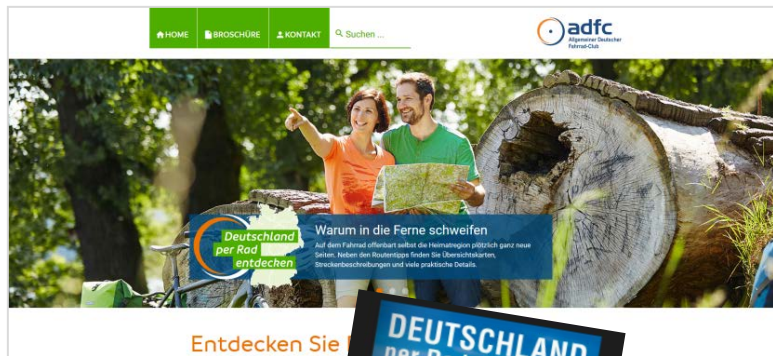 HOME BROSCHÜRE KONTAKT Suchen ...
adfc
Allgemeiner Deutscher
Fahrrad-Club
Deutschland
per Rad
entdecken
Warum in die Ferne schweifen
Auf dem Fahrrad offenbart selbst die Heimatregion plötzlich ganz neue
Seiten. Neben den Routentipps finden Sie Übersichtskarten,
Streckenbeschreibungen und viele praktische Details.
Entdecken Sie
DEUTSCHLAND
per